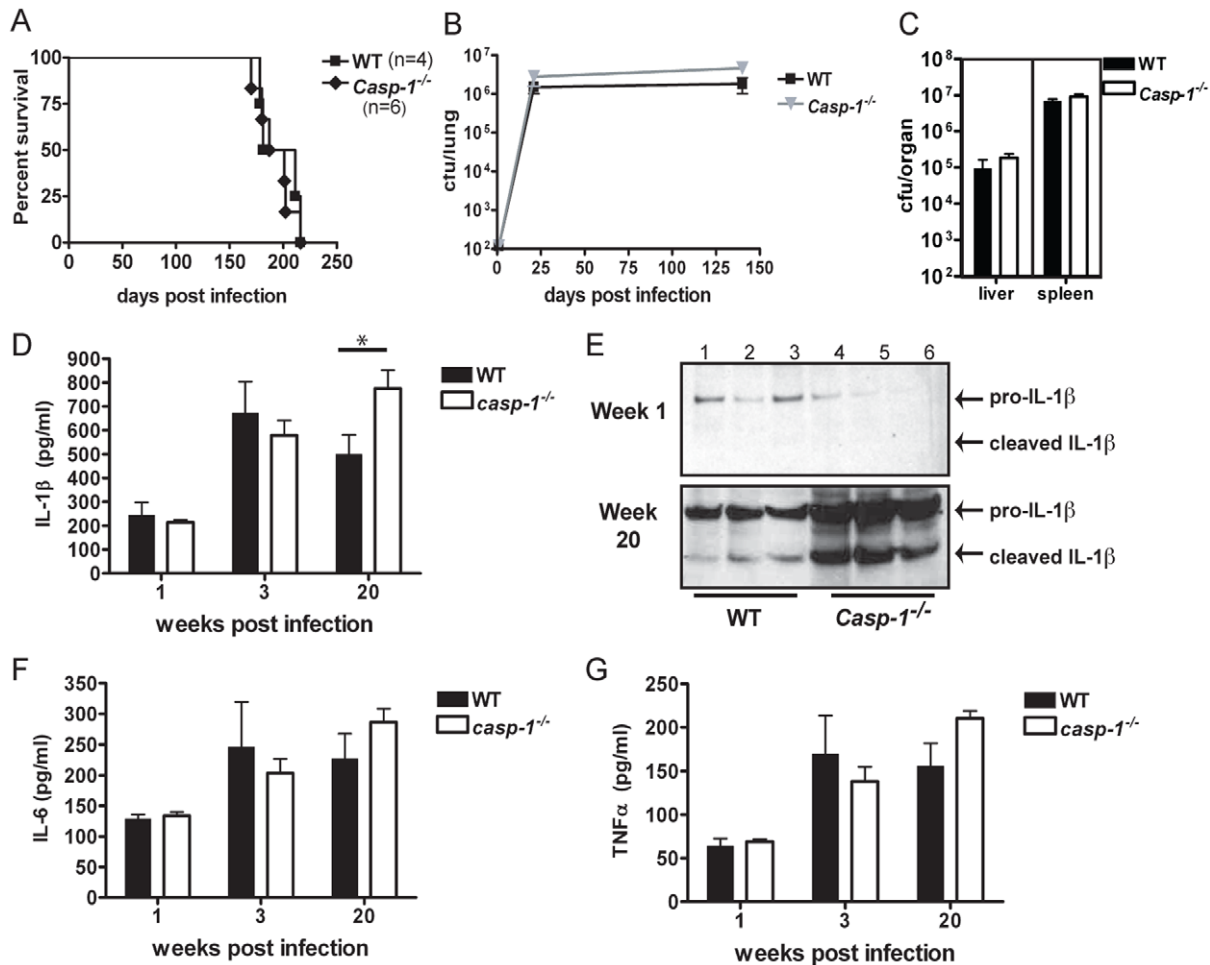 A
100
75
50
25
0
Percent survival
0 50 100 150 200 250
days post infection
WT (n=4)
Casp-1-/-
(n=6)
B
10^7
10^6
10^5
10^4
10^3
10^2
cfu/lung
0 25 50 75 100 125 150
days post infection
WT
Casp-1-/-
C
10^8
10^7
10^6
10^5
10^4
10^3
10^2
cfu/organ
liver spleen
WT
Casp-1-/-
D
900
800
700
600
500
400
300
200
100
0
IL-1β (pg/ml)
*
1 3 20
weeks post infection
WT
casp-1-/-
E
1 2 3 4 5 6
Week 1
pro-IL-1β
cleaved IL-1β
Week
20
pro-IL-1β
cleaved IL-1β
WT Casp-1-/-
F
350
300
250
200
150
100
50
0
IL-6 (pg/ml)
1 3 20
weeks post infection
WT
casp-1-/-
G
250
200
150
100
50
0
TNFα (pg/ml)
1 3 20
weeks post infection
WT
casp-1-/-